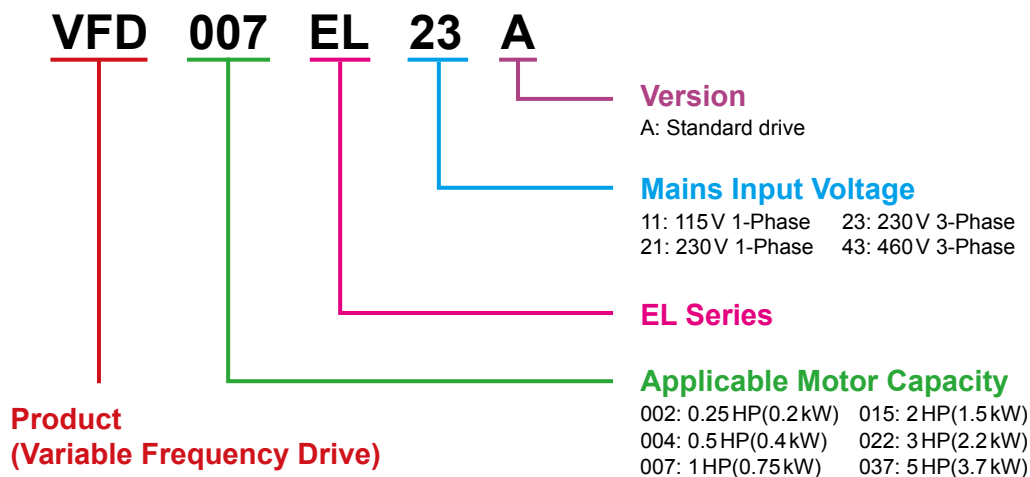 VFD 007 EL 23 A
Version
A: Standard drive
Mains Input Voltage
11: 115V 1-Phase 23: 230V 3-Phase
21: 230V 1-Phase 43: 460V 3-Phase
EL Series
Applicable Motor Capacity
002: 0.25HP(0.2kW) 015: 2HP(1.5kW)
004: 0.5HP(0.4kW) 022: 3HP(2.2kW)
007: 1HP(0.75kW) 037: 5HP(3.7kW)
Product
(Variable Frequency Drive)